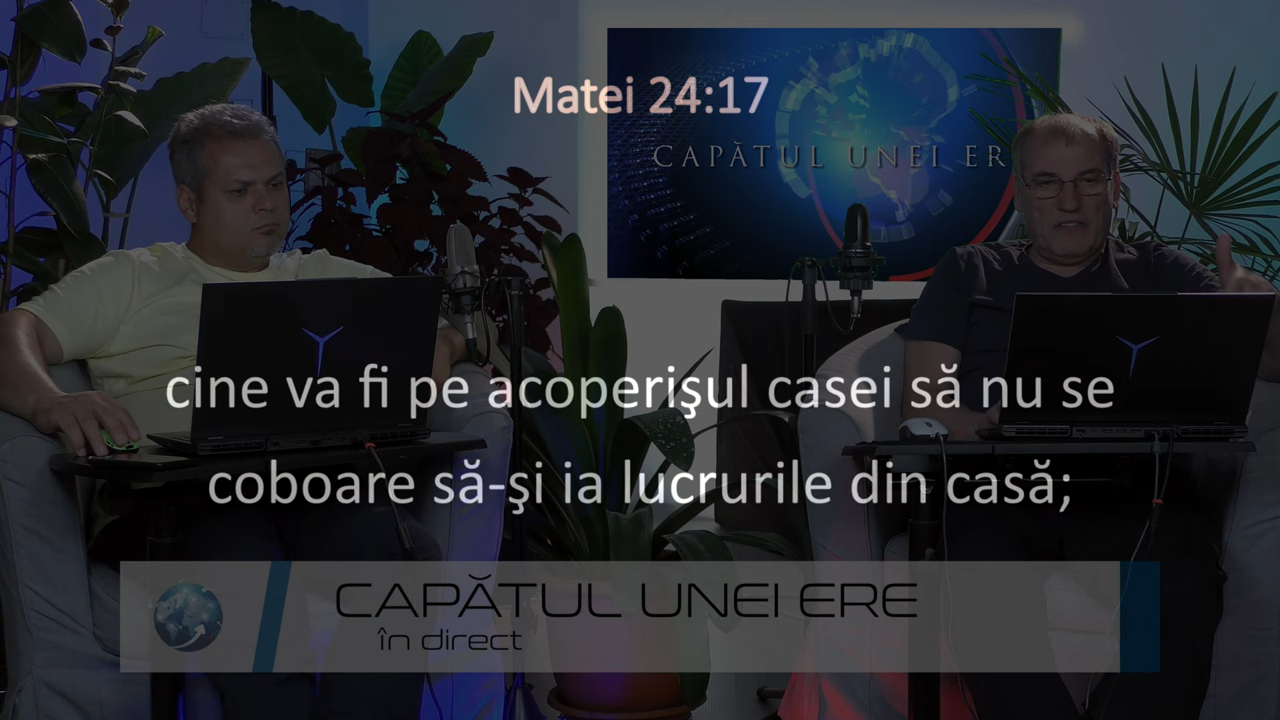 Matei 24:17
CAPĂTUL UNEI ER
cine va fi pe acoperişul casei să nu se
coboare să-şi ia lucrurile din casă;
CAPĂTUL UNEI ERE
în direct